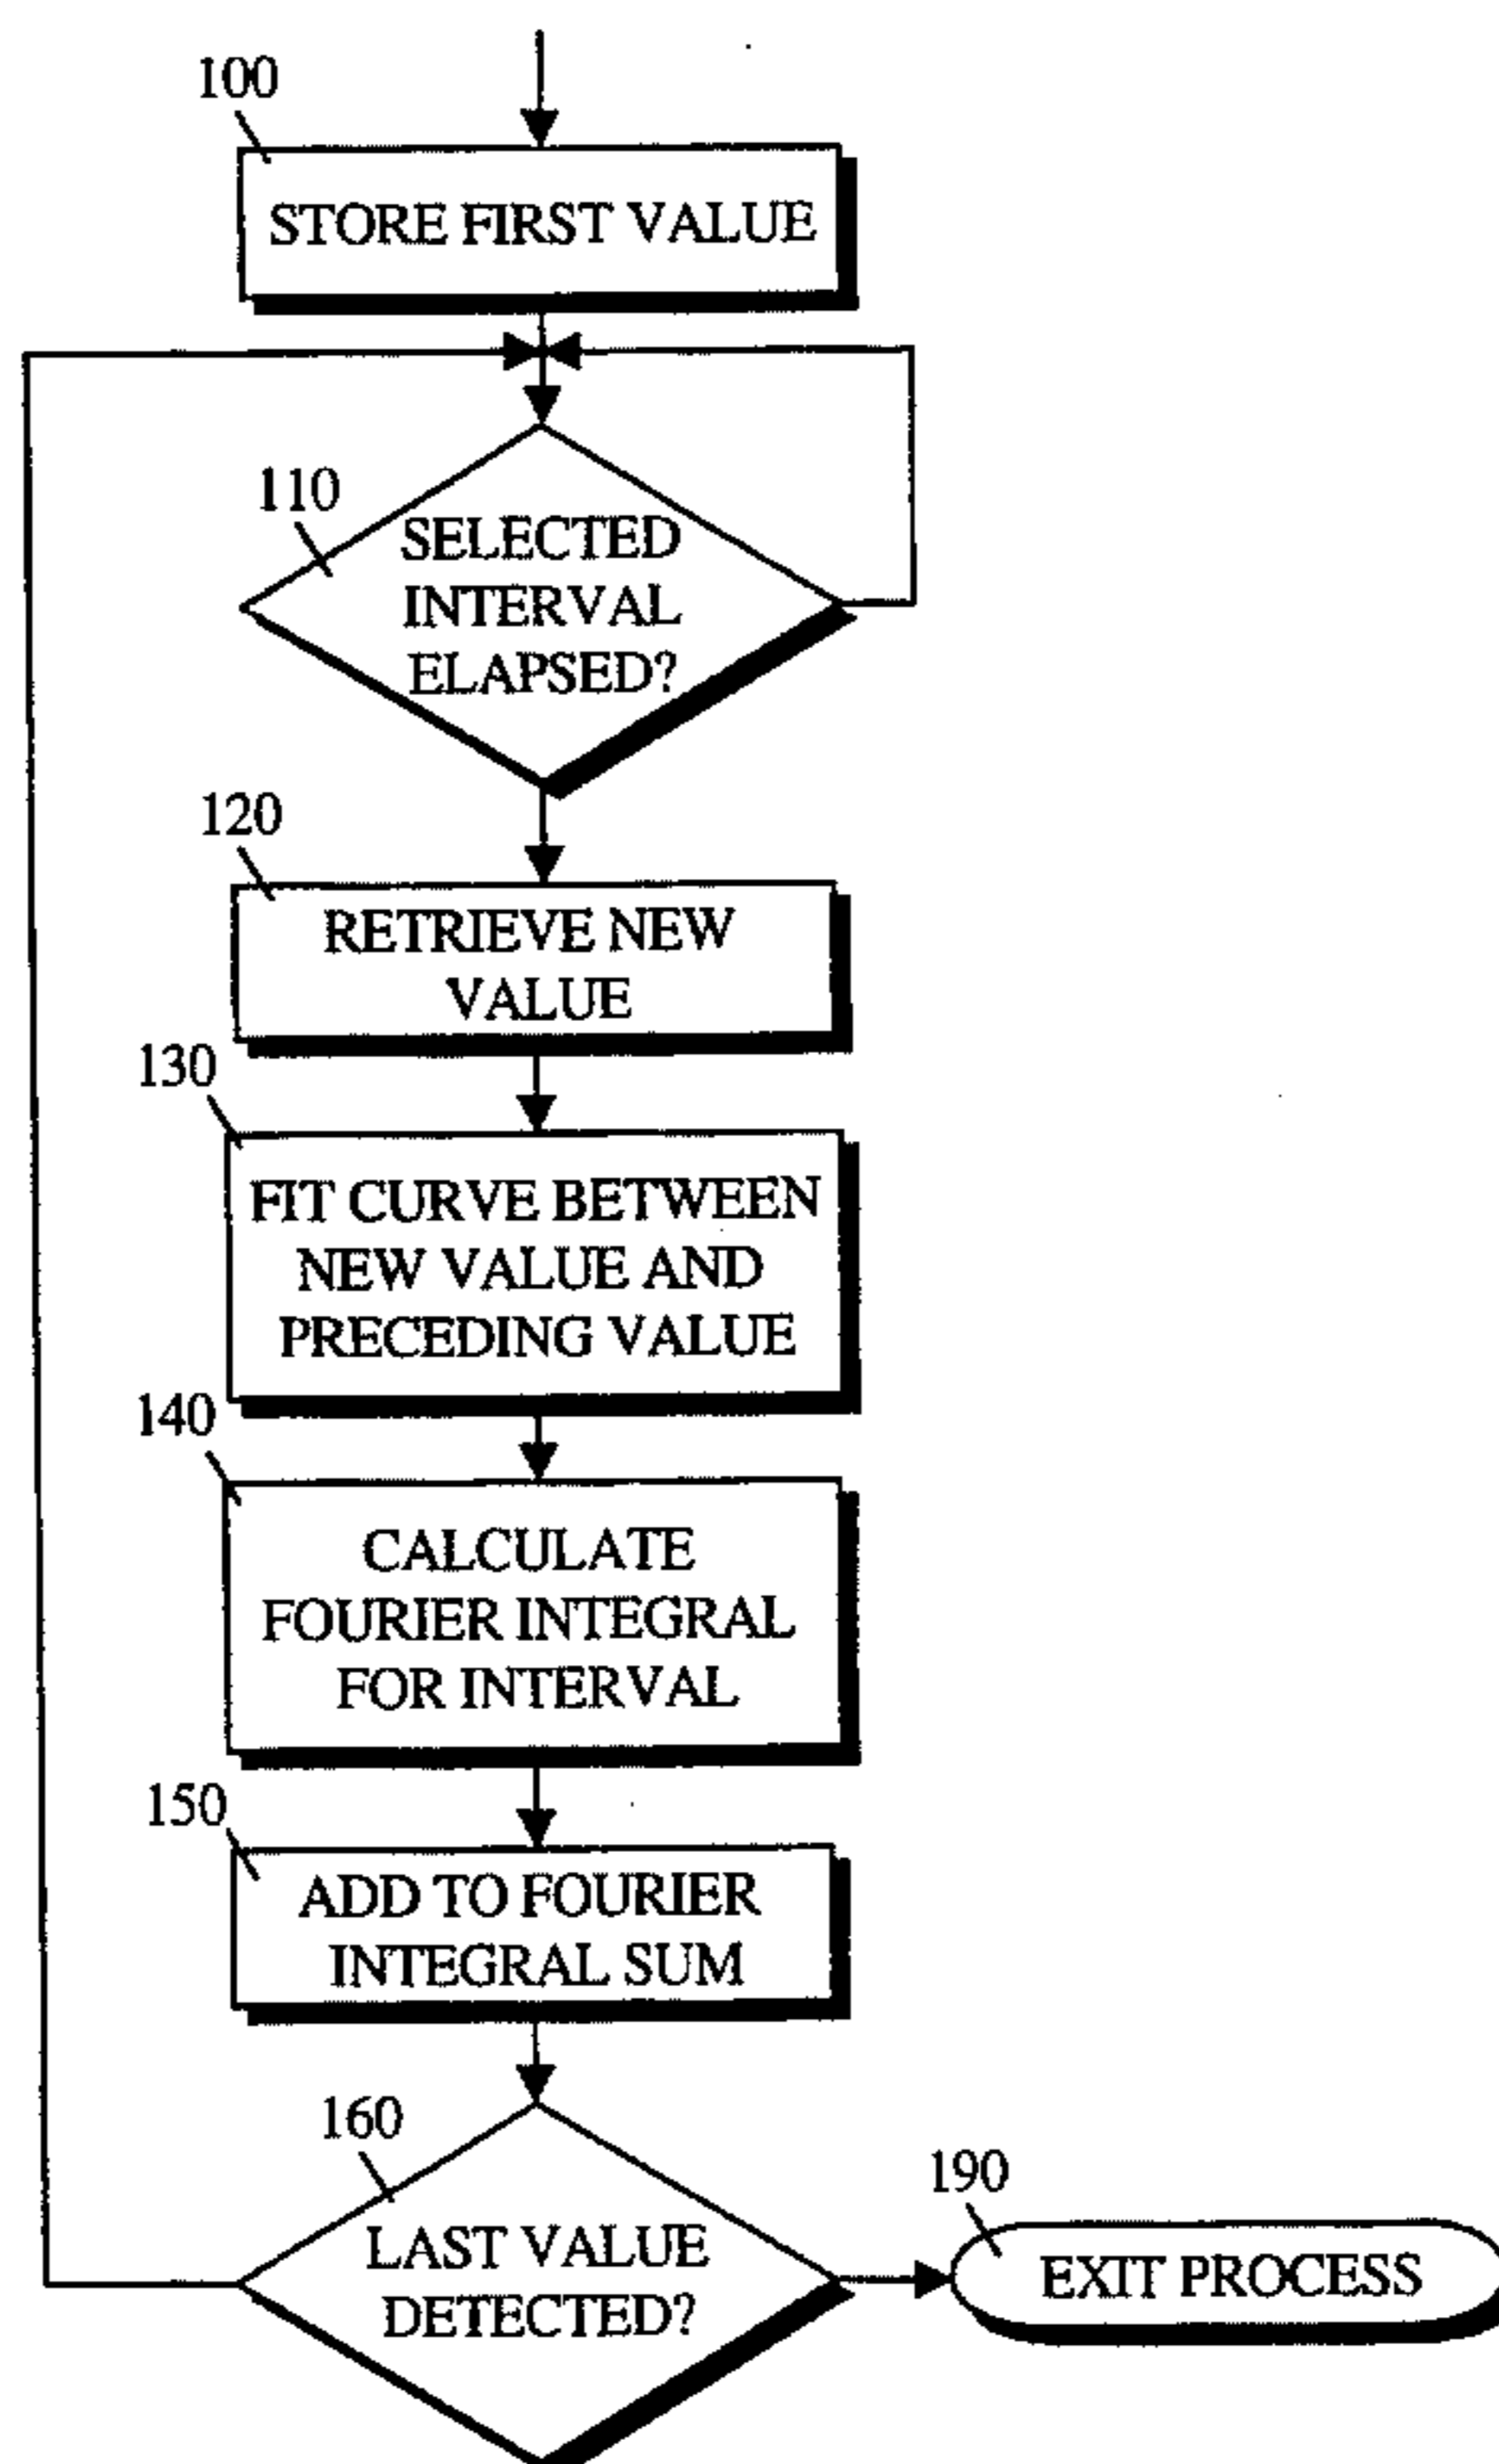 100
STORE FIRST VALUE
110
SELECTED
INTERVAL
ELAPSED?
120
RETRIEVE NEW
VALUE
130
FIT CURVE BETWEEN
NEW VALUE AND
PRECEDING VALUE
140
CALCULATE
FOURIER INTEGRAL
FOR INTERVAL
150
ADD TO FOURIER
INTEGRAL SUM
160
LAST VALUE
DETECTED?
190
EXIT PROCESS